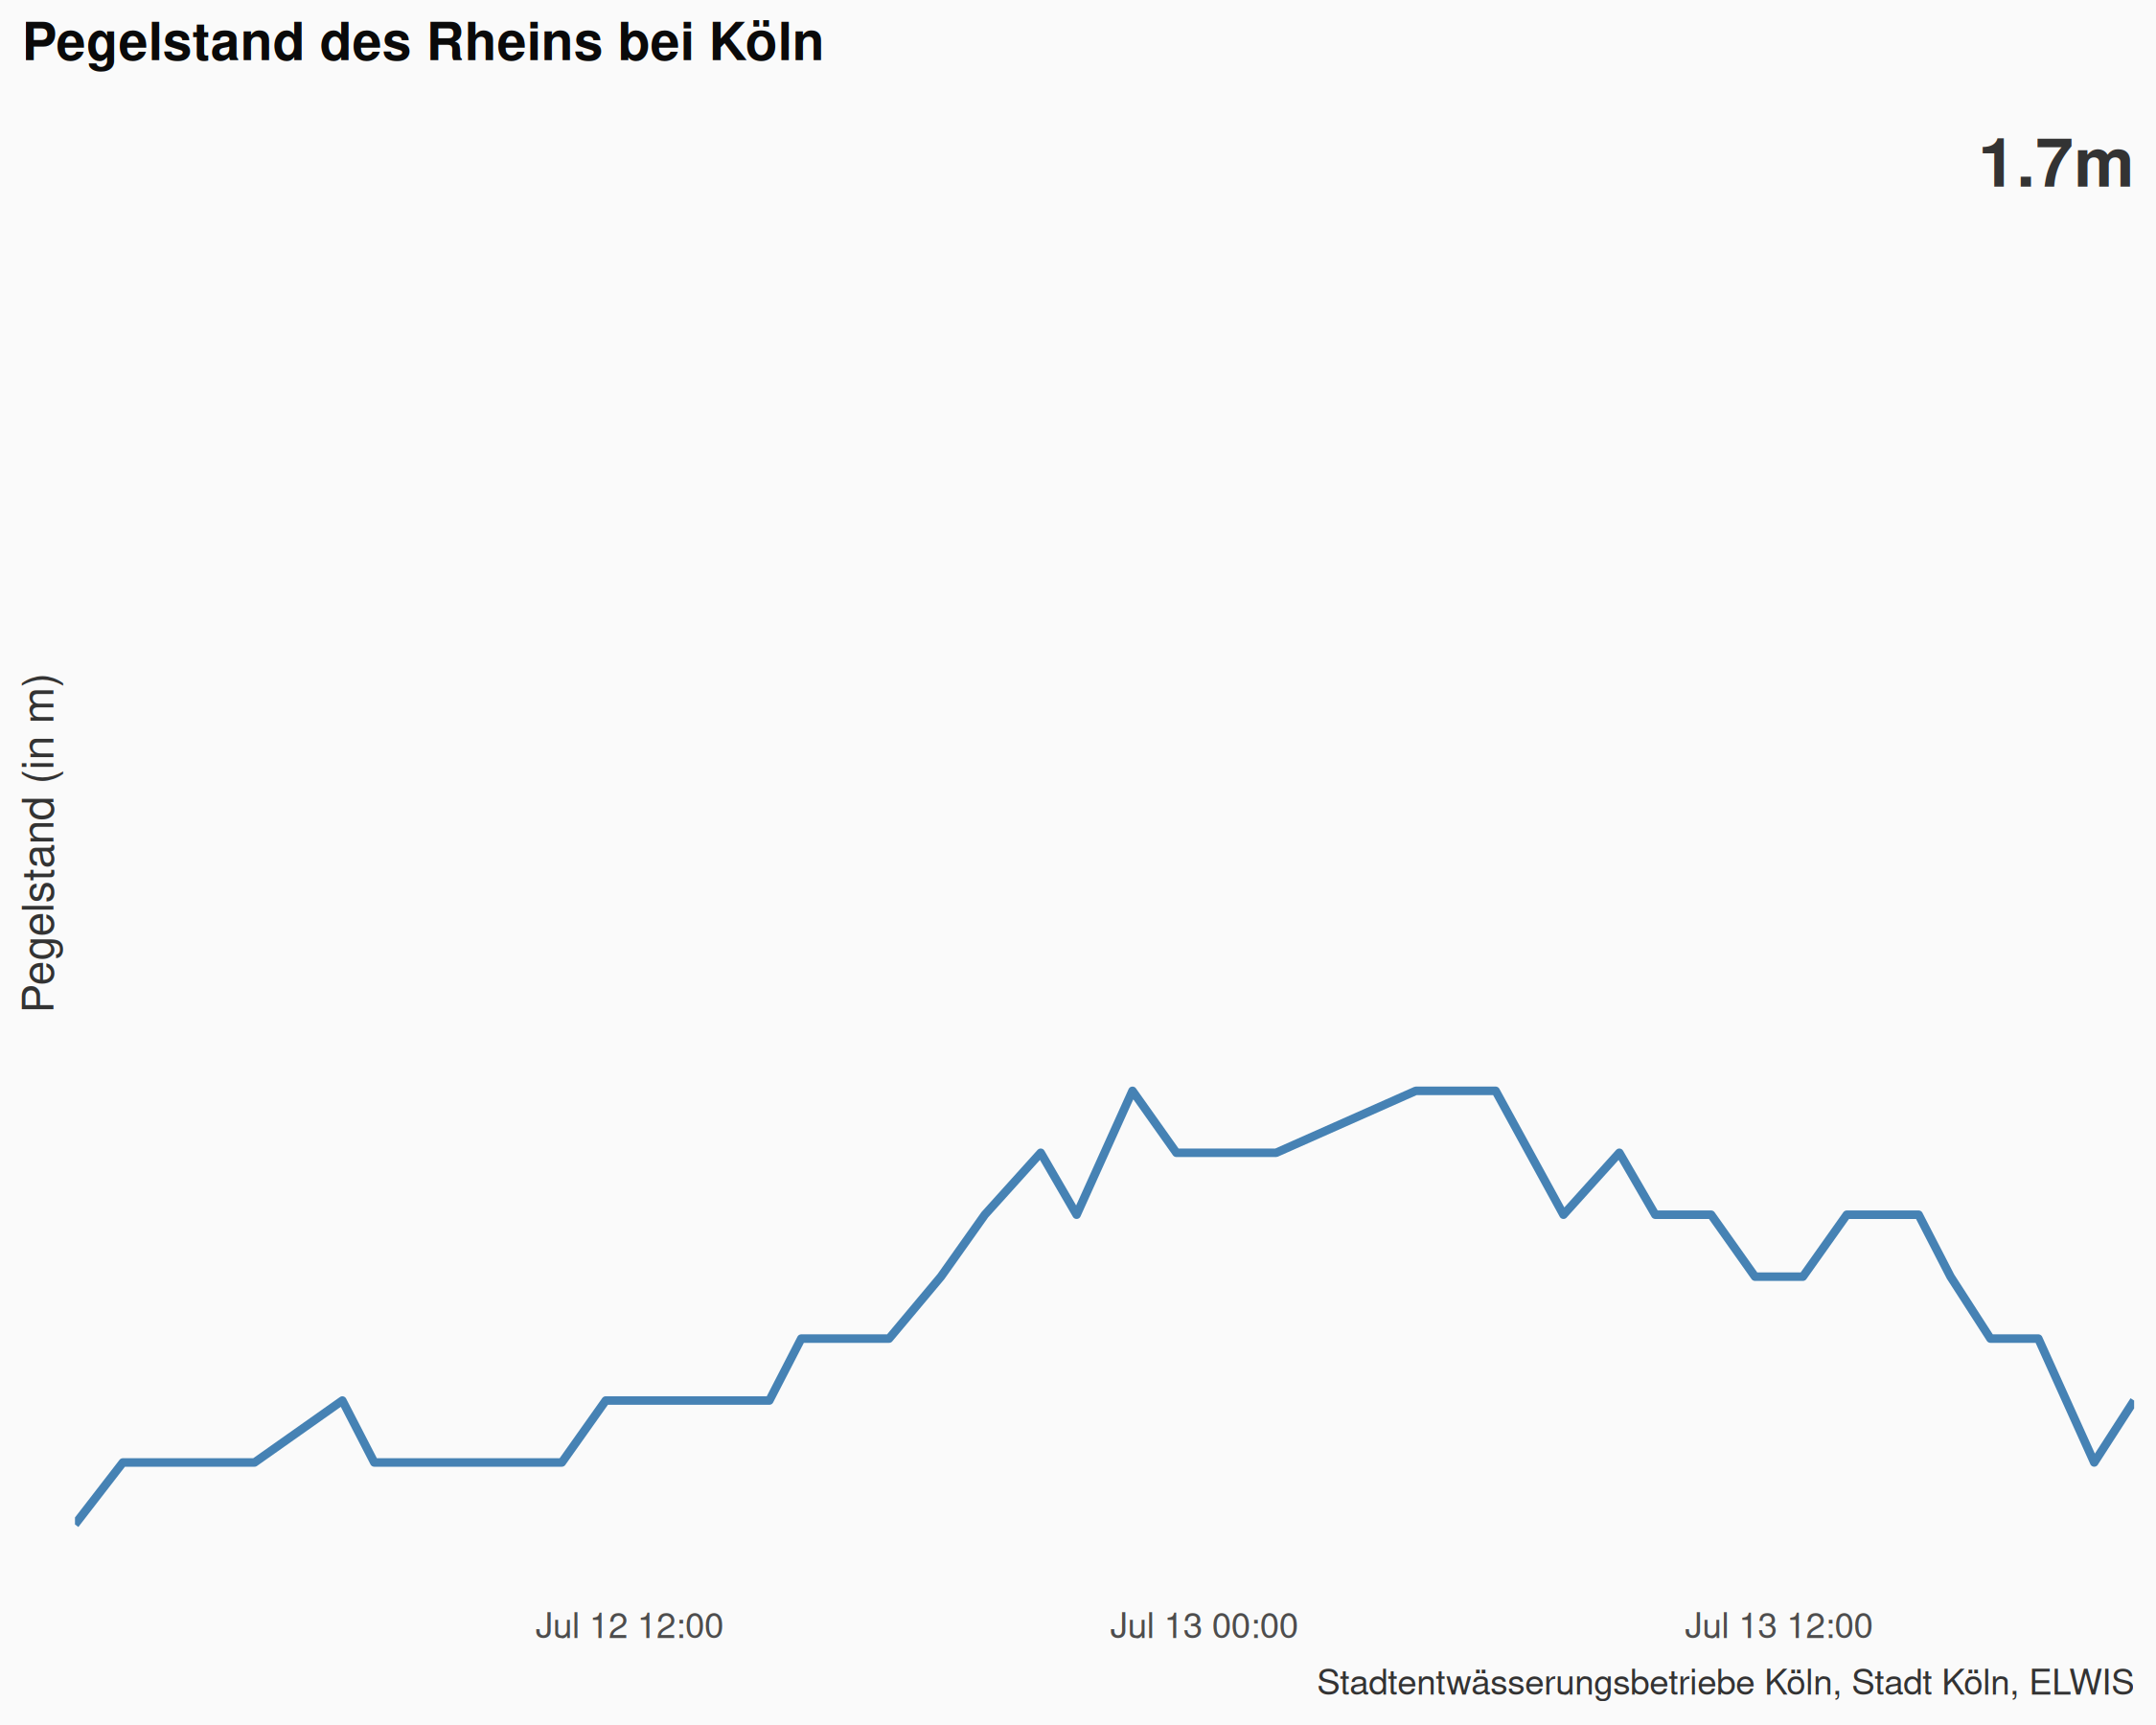 Pegelstand des Rheins bei Köln
1.7m
Pegelstand (in m)
Jul 12 12:00
Jul 13 00:00
Jul 13 12:00
Stadtentwässerungsbetriebe Köln, Stadt Köln, ELWIS